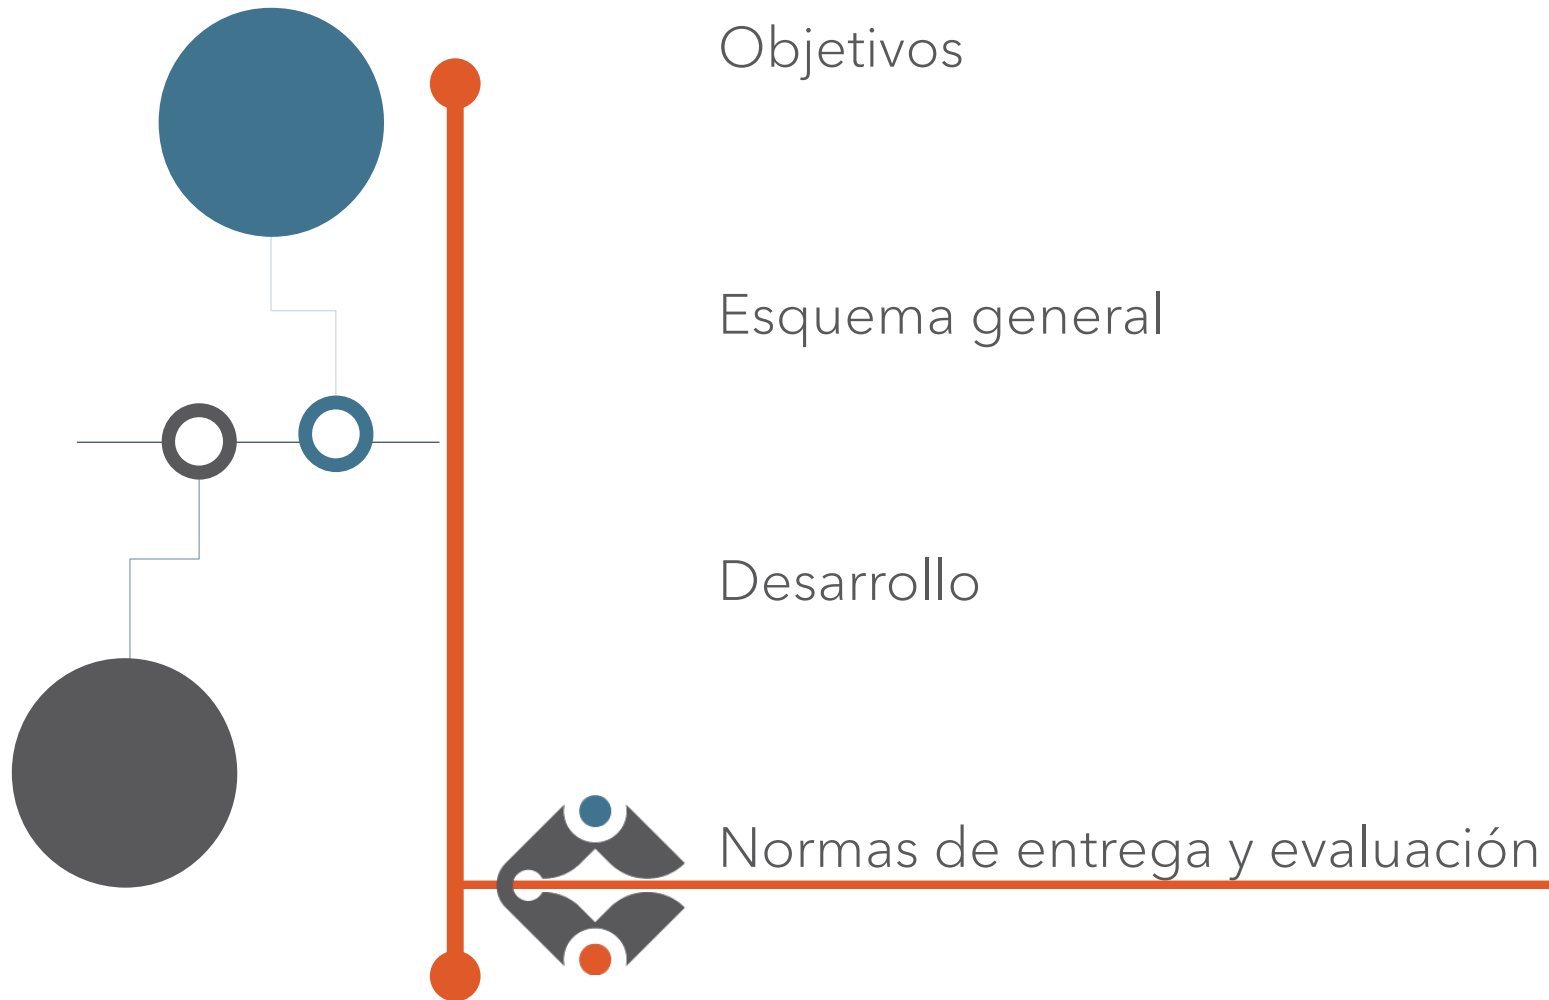 Objetivos
Esquema general
Desarrollo
Normas de entrega y evaluación